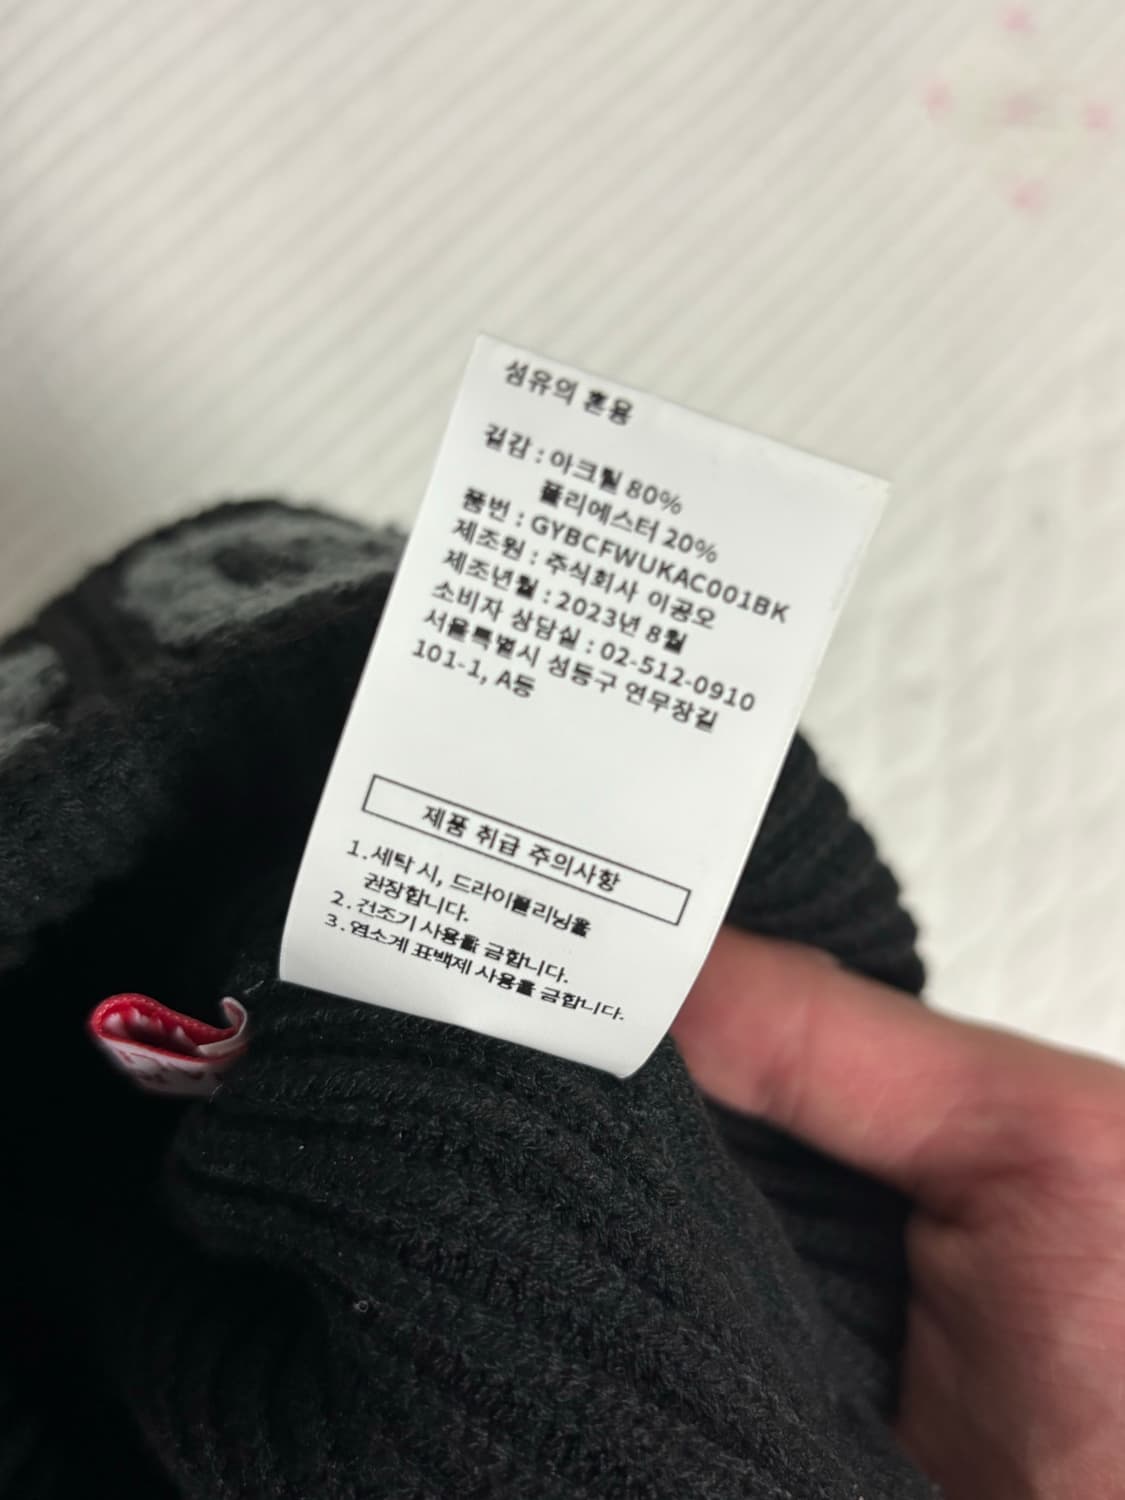 섬유의 혼용
겉감 : 아크릴 80%
폴리에스터 20%
품번 : GYBCFWUKAC001BK
제조원 : 주식회사 이공오
제조년월 : 2023년 8월
소비자 상담실 : 02-512-0910
서울특별시 성동구 연무장길
101-1, A동
제품 취급 주의사항
1. 세탁 시, 드라이클리닝을
권장합니다.
2. 건조기 사용을 금합니다.
3. 염소계 표백제 사용을 금합니다.